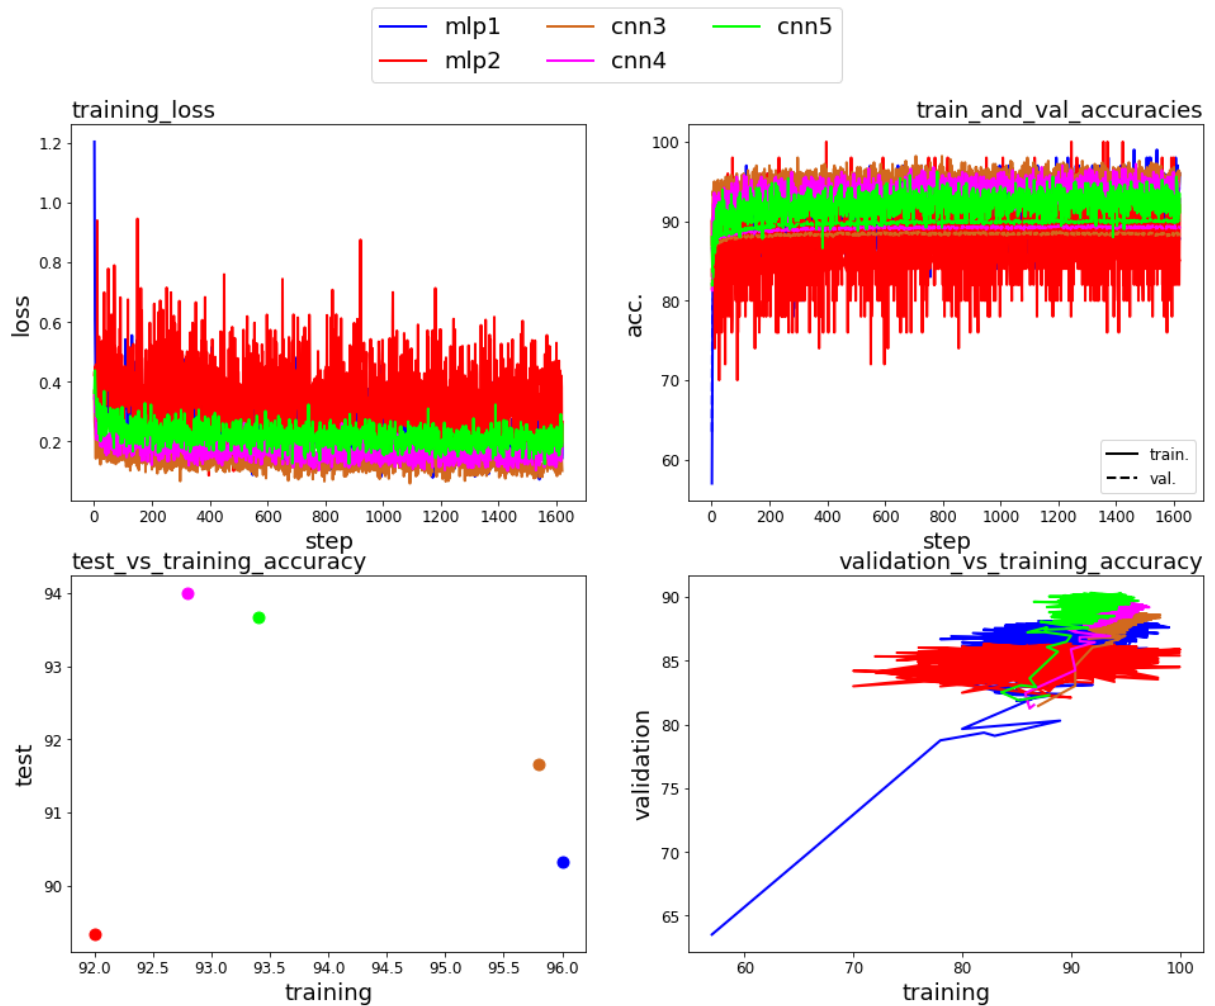 mlp1 cnn3 cnn5
mlp2 cnn4
training_loss
train_and_val_accuracies
1.2
1.0
0.8
0.6
0.4
0.2
loss
0 200 400 600 800 1000 1200 1400 1600
step
100
90
80
70
60
acc.
train.
val.
0 200 400 600 800 1000 1200 1400 1600
step
test_vs_training_accuracy
validation_vs_training_accuracy
94
93
92
91
90
test
92.0 92.5 93.0 93.5 94.0 94.5 95.0 95.5 96.0
training
90
85
80
75
70
65
validation
60 70 80 90 100
training